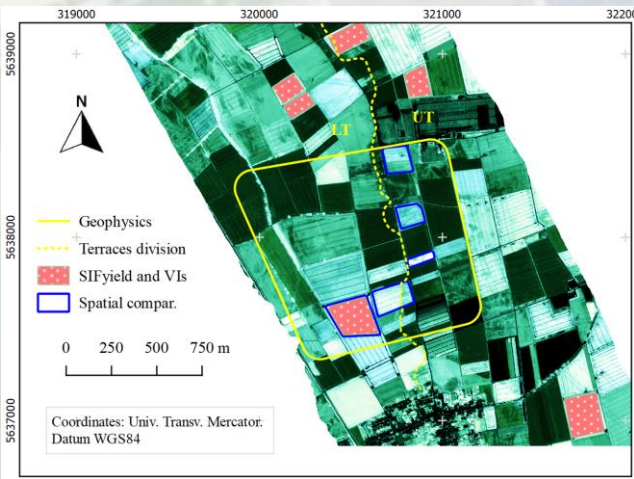 319000 320000 321000 32200
5639000
N
LT UT
5638000
Geophysics
Terraces division
SIFyield and VIs
Spatial compar.
0 250 500 750 m
5637000
Coordinates: Univ. Transv. Mercator.
Datum WGS84